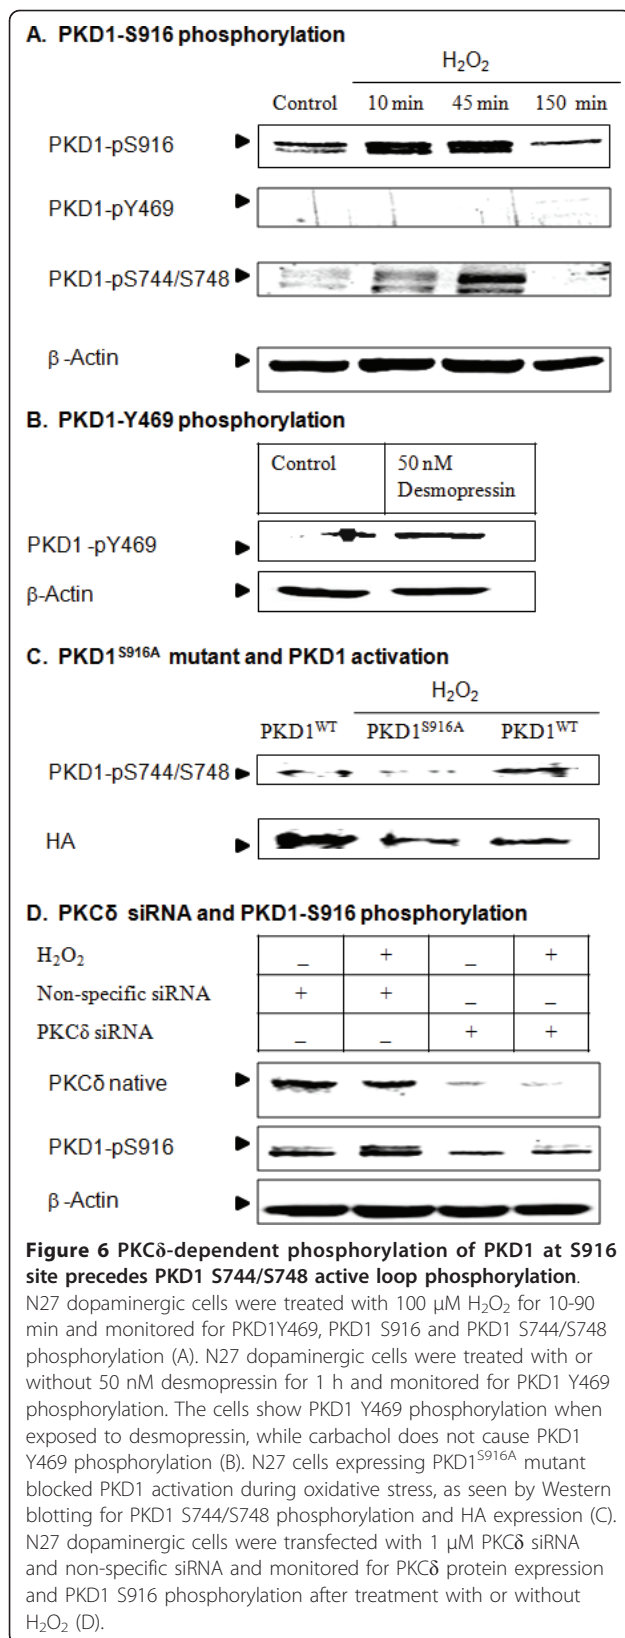 A. PKD1-S916 phosphorylation
H₂O₂
Control 10 min 45 min 150 min
PKD1-pS916
PKD1-pY469
PKD1-pS744/S748
β -Actin
B. PKD1-Y469 phosphorylation
Control 50 nM
Desmopressin
PKD1 -pY469
β-Actin
C. PKD1ˢ⁹¹⁶ᴬ mutant and PKD1 activation
H₂O₂
PKD1ᵂᵀ PKD1ˢ⁹¹⁶ᴬ PKD1ᵂᵀ
PKD1-pS744/S748
HA
D. PKCδ siRNA and PKD1-S916 phosphorylation
H₂O₂ – + – +
Non-specific siRNA + + – –
PKCδ siRNA – – + +
PKCδ native
PKD1-pS916
β -Actin
Figure 6 PKCδ-dependent phosphorylation of PKD1 at S916
site precedes PKD1 S744/S748 active loop phosphorylation.
N27 dopaminergic cells were treated with 100 μM H₂O₂ for 10-90
min and monitored for PKD1Y469, PKD1 S916 and PKD1 S744/S748
phosphorylation (A). N27 dopaminergic cells were treated with or
without 50 nM desmopressin for 1 h and monitored for PKD1 Y469
phosphorylation. The cells show PKD1 Y469 phosphorylation when
exposed to desmopressin, while carbachol does not cause PKD1
Y469 phosphorylation (B). N27 cells expressing PKD1ˢ⁹¹⁶ᴬ mutant
blocked PKD1 activation during oxidative stress, as seen by Western
blotting for PKD1 S744/S748 phosphorylation and HA expression (C).
N27 dopaminergic cells were transfected with 1 μM PKCδ siRNA
and non-specific siRNA and monitored for PKCδ protein expression
and PKD1 S916 phosphorylation after treatment with or without
H₂O₂ (D).